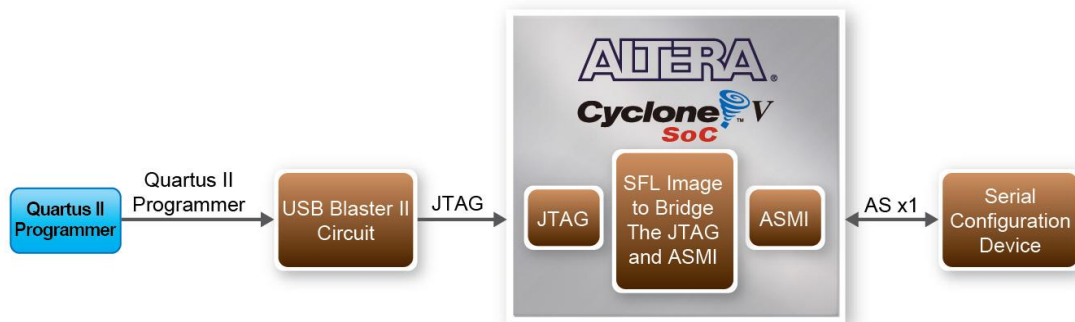 Quartus II
Programmer
Quartus II
Programmer
USB Blaster II
Circuit
JTAG
ALTERA®
Cyclone™ V
SoC
JTAG
SFL Image
to Bridge
The JTAG
and ASMI
ASMI
AS x1
Serial
Configuration
Device